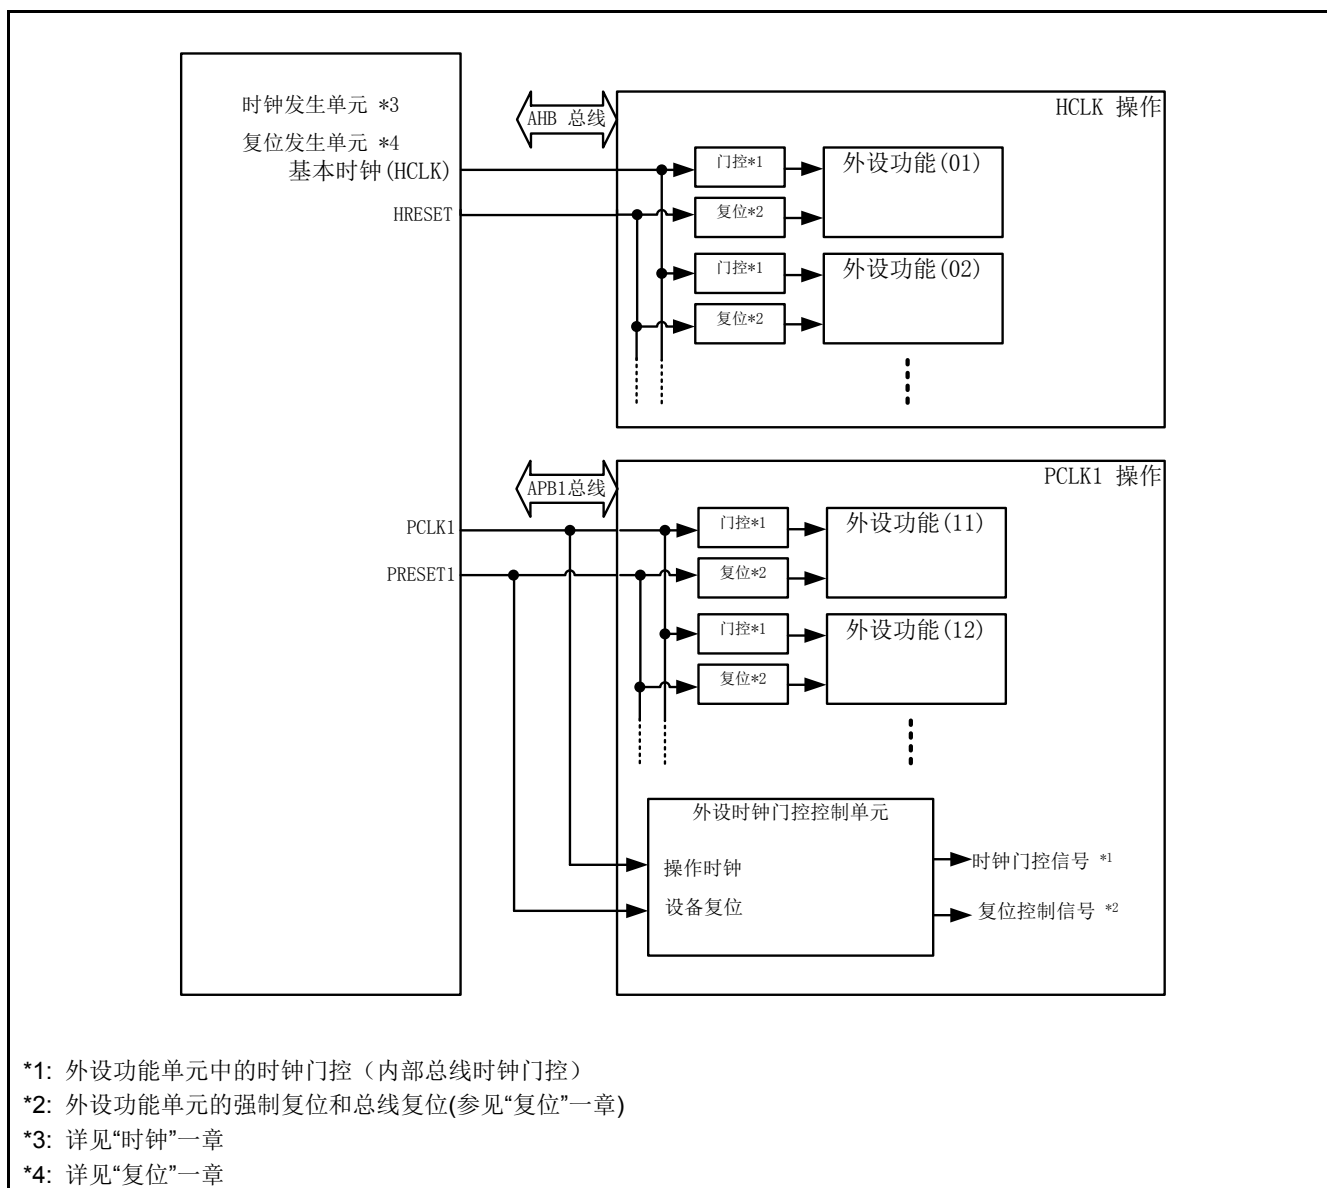 时钟发生单元 *3
复位发生单元 *4
基本时钟(HCLK)
HRESET
AHB 总线
HCLK 操作
门控*1
外设功能(01)
复位*2
门控*1
外设功能(02)
复位*2
APB1总线
PCLK1 操作
PCLK1
PRESET1
门控*1
外设功能(11)
复位*2
门控*1
外设功能(12)
复位*2
外设时钟门控控制单元
操作时钟
设备复位
时钟门控信号 *1
复位控制信号 *2
*1: 外设功能单元中的时钟门控（内部总线时钟门控）
*2: 外设功能单元的强制复位和总线复位(参见“复位”一章)
*3: 详见“时钟”一章
*4: 详见“复位”一章